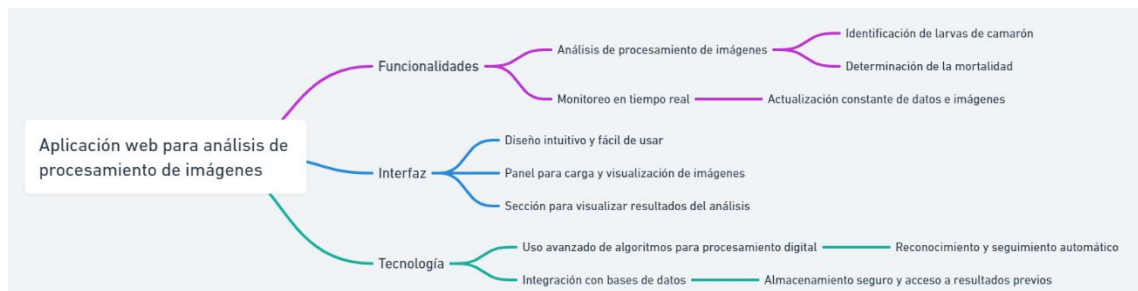 Aplicación web para análisis de
procesamiento de imágenes
Funcionalidades
Análisis de procesamiento de imágenes
Identificación de larvas de camarón
Determinación de la mortalidad
Monitoreo en tiempo real
Actualización constante de datos e imágenes
Interfaz
Diseño intuitivo y fácil de usar
Panel para carga y visualización de imágenes
Sección para visualizar resultados del análisis
Tecnología
Uso avanzado de algoritmos para procesamiento digital
Reconocimiento y seguimiento automático
Integración con bases de datos
Almacenamiento seguro y acceso a resultados previos